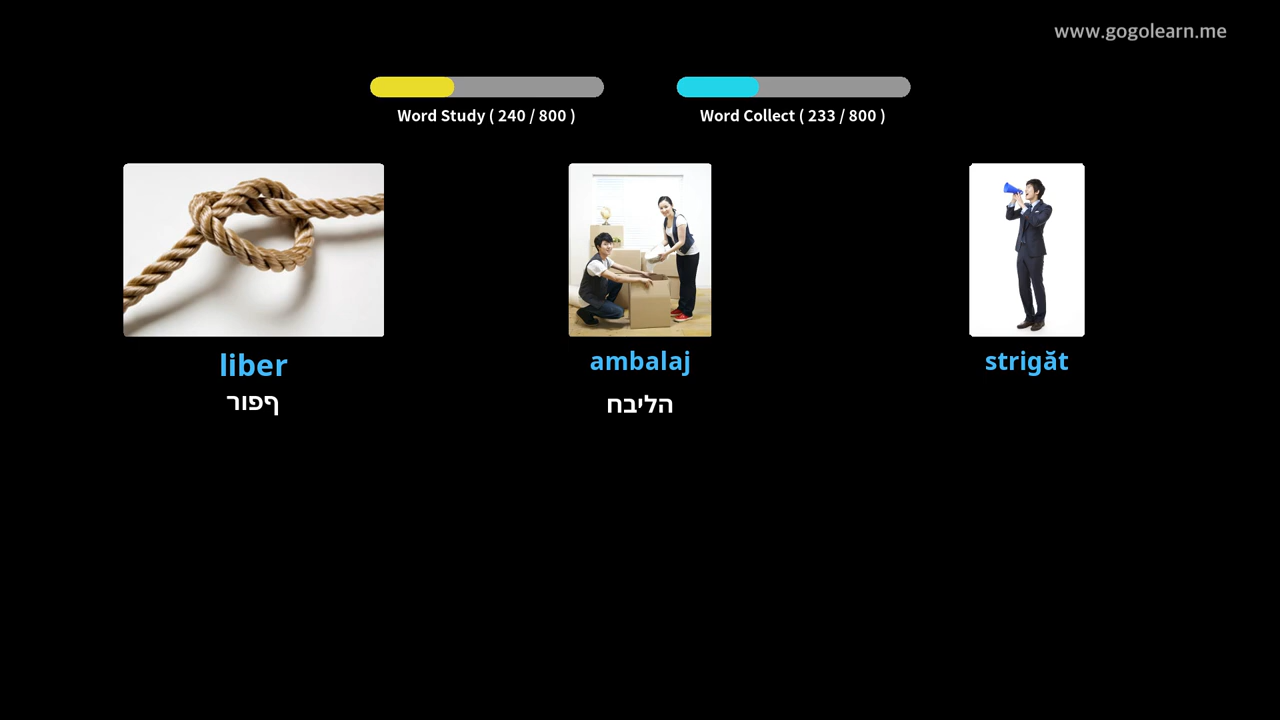 www.gogolearn.me
Word Study ( 240 / 800 )
Word Collect ( 233 / 800 )
liber
ףפור
ambalaj
הליבח
strigăt